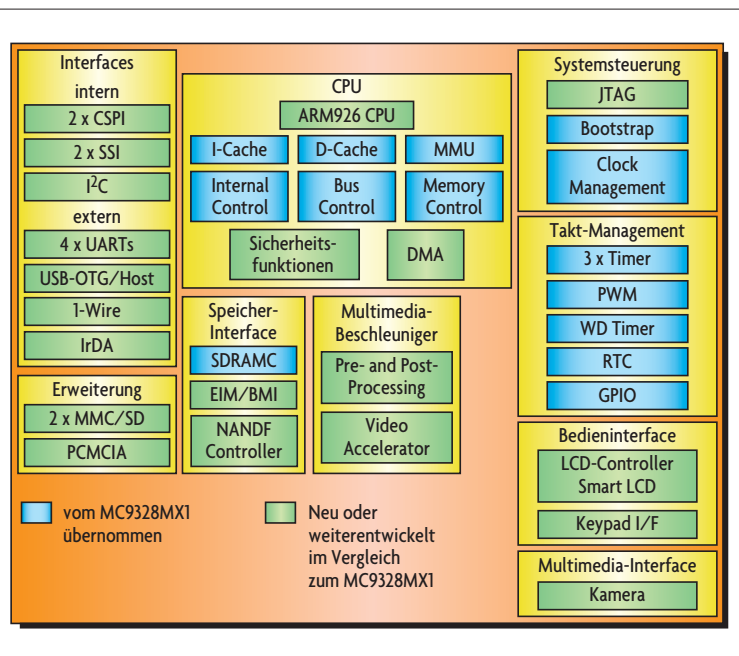 Interfaces
intern
2 x CSPI
2 x SSI
I²C
extern
4 x UARTs
USB-OTG/Host
1-Wire
IrDA
Erweiterung
2 x MMC/SD
PCMCIA
CPU
ARM926 CPU
I-Cache
D-Cache
MMU
Internal
Control
Bus
Control
Memory
Control
Sicherheits-
funktionen
DMA
Speicher-
Interface
SDRAMC
EIM/BMI
NANDF
Controller
Multimedia-
Beschleuniger
Pre- and Post-
Processing
Video
Accelerator
Systemsteuerung
JTAG
Bootstrap
Clock
Management
Takt-Management
3 x Timer
PWM
WD Timer
RTC
GPIO
Bedieninterface
LCD-Controller
Smart LCD
Keypad I/F
Multimedia-Interface
Kamera
vom MC9328MX1
übernommen
Neu oder
weiterentwickelt
im Vergleich
zum MC9328MX1